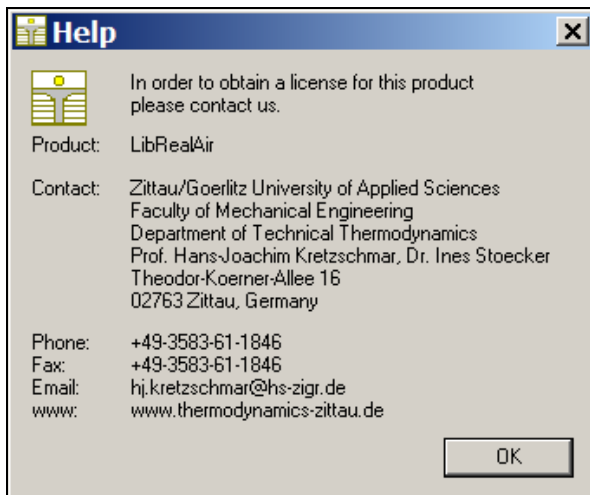 Help
In order to obtain a license for this product
please contact us.
Product: LibRealAir
Contact: Zittau/Goerlitz University of Applied Sciences
Faculty of Mechanical Engineering
Department of Technical Thermodynamics
Prof. Hans-Joachim Kretzschmar, Dr. Ines Stoecker
Theodor-Koerner-Allee 16
02763 Zittau, Germany
Phone: +49-3583-61-1846
Fax: +49-3583-61-1846
Email: hj.kretzschmar@hs-zigr.de
www: www.thermodynamics-zittau.de
OK